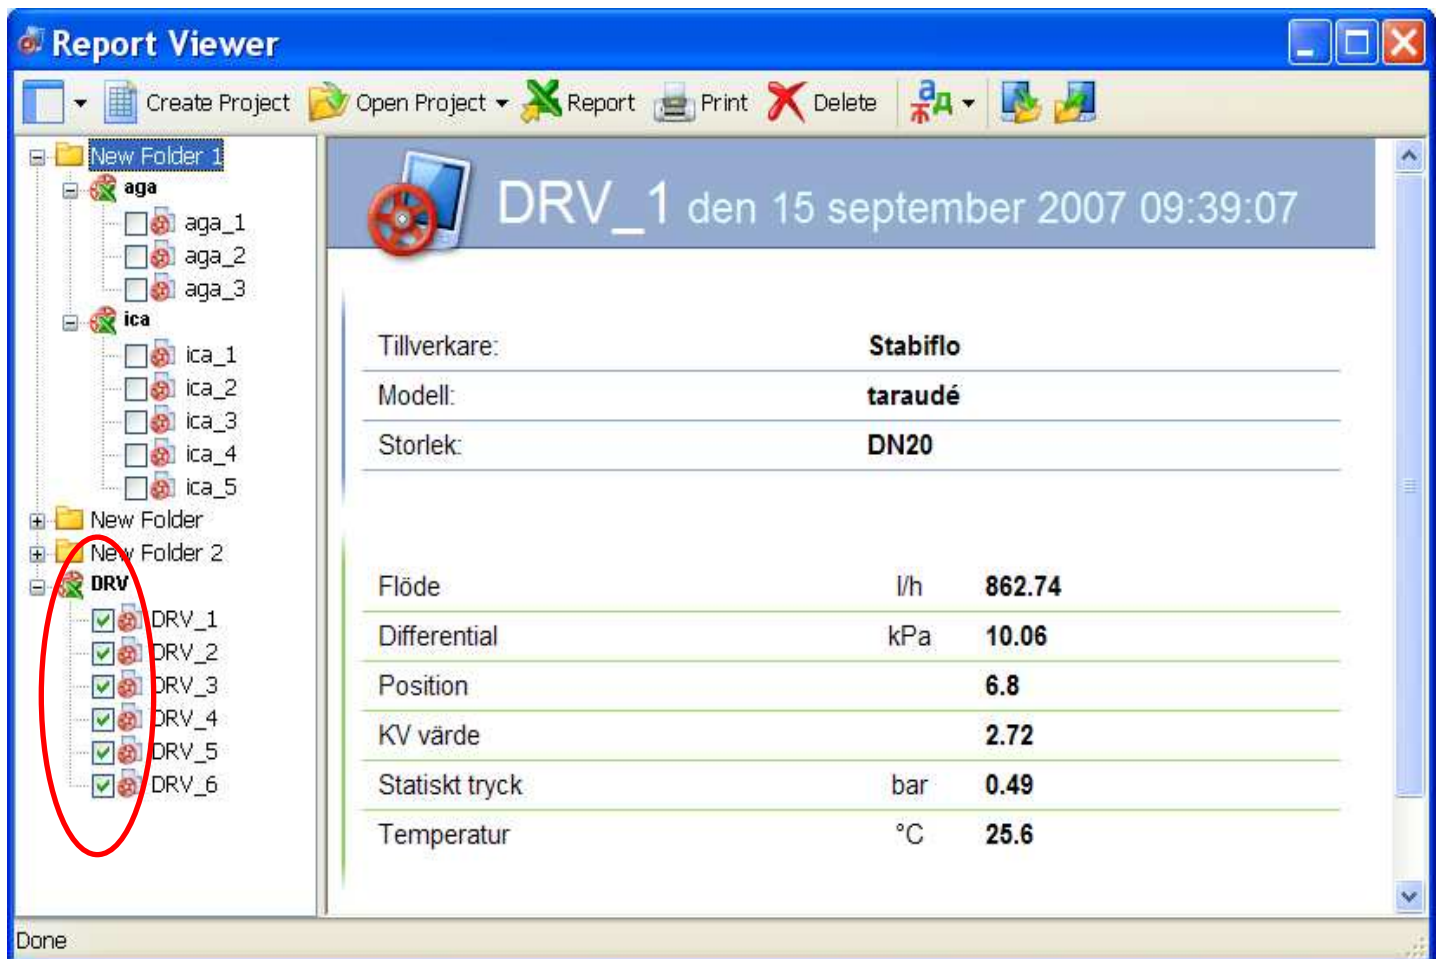 Report Viewer
Create Project Open Project Report Print Delete
New Folder 1
aga
aga_1
aga_2
aga_3
ica
ica_1
ica_2
ica_3
ica_4
ica_5
New Folder
New Folder 2
DRV
DRV_1
DRV_2
DRV_3
DRV_4
DRV_5
DRV_6
DRV_1 den 15 september 2007 09:39:07
Tillverkare: Stabiflo
Modell: taraudé
Storlek: DN20
Flöde l/h 862.74
Differential kPa 10.06
Position 6.8
KV värde 2.72
Statiskt tryck bar 0.49
Temperatur °C 25.6
Done